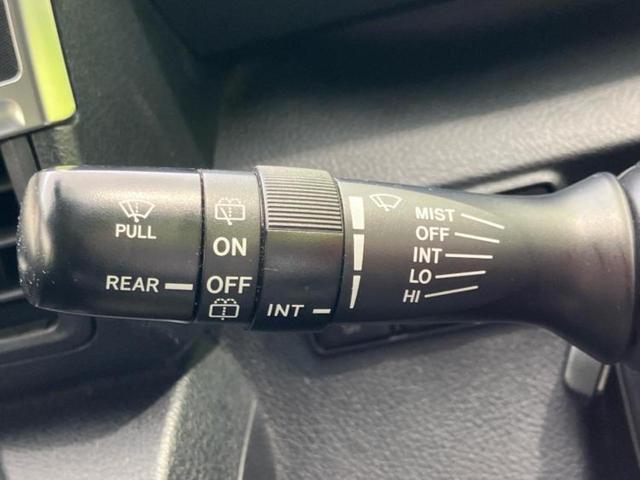 PULL
REAR
ON
OFF
INT
MIST
OFF
INT
LO
HI